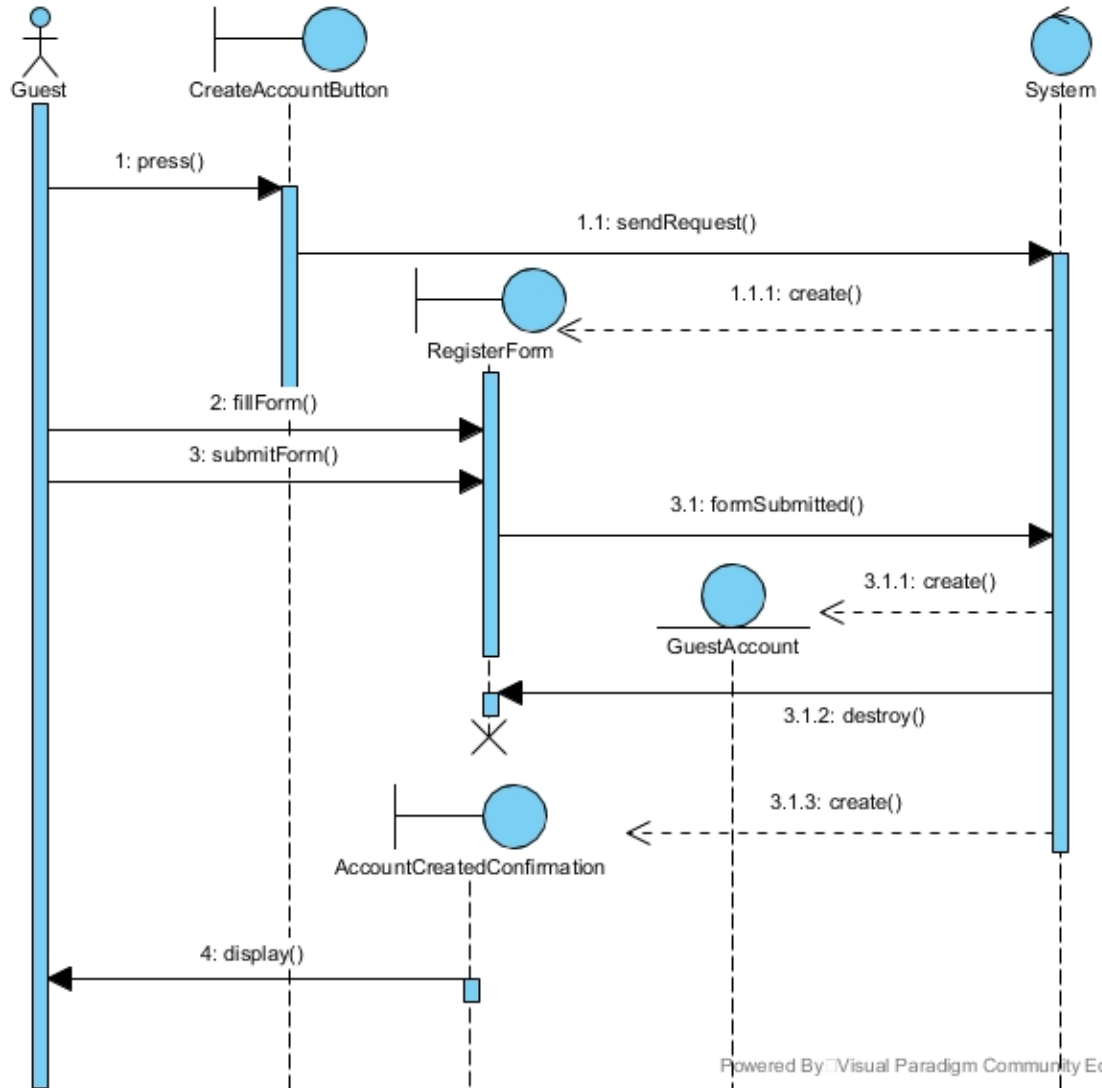 Guest
CreateAccountButton
System
1: press()
1.1: sendRequest()
1.1.1: create()
RegisterForm
2: fillForm()
3: submitForm()
3.1: formSubmitted()
3.1.1: create()
GuestAccount
3.1.2: destroy()
3.1.3: create()
AccountCreatedConfirmation
4: display()
Powered By Visual Paradigm Community Ec